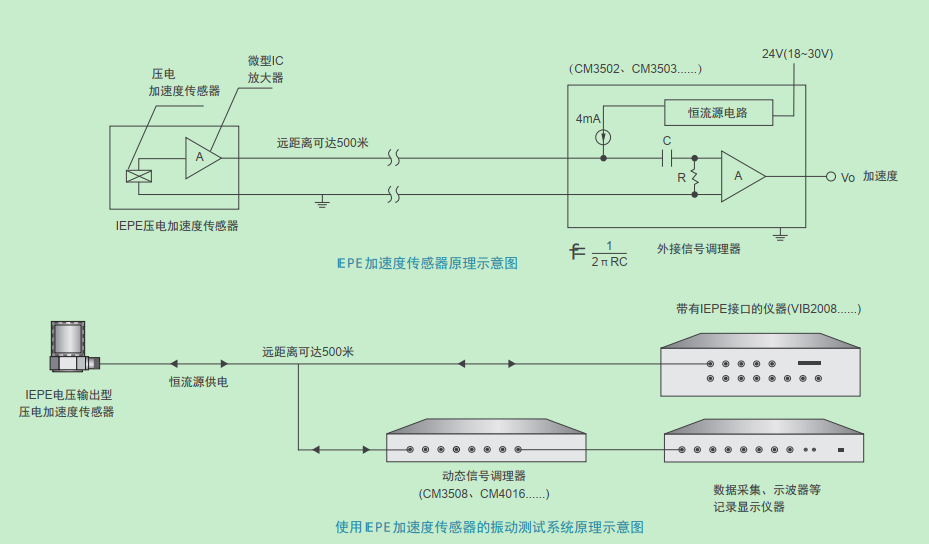 24V(18~30V)
微型IC
放大器
压电
加速度传感器
(CM3502、CM3503......)
恒流源电路
4mA
远距离可达500米
C
A
R
A
Vo 加速度
IEPE压电加速度传感器
f= 1
2πRC
外接信号调理器
IEPE加速度传感器原理示意图
带有IEPE接口的仪器(VIB2008......)
远距离可达500米
恒流源供电
IEPE电压输出型
压电加速度传感器
动态信号调理器
(CM3508、CM4016......)
数据采集、示波器等
记录显示仪器
使用IEPE加速度传感器的振动测试系统原理示意图